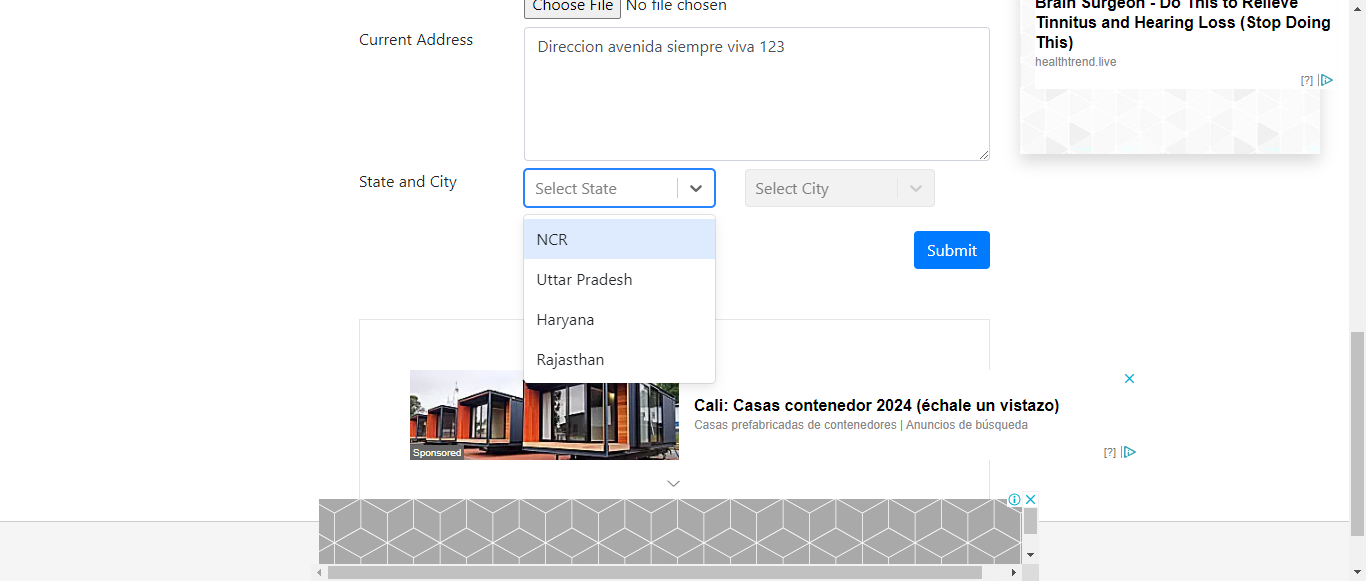 Choose File No file chosen
Current Address
Direccion avenida siempre viva 123
State and City
Select State
Select City
NCR
Uttar Pradesh
Haryana
Rajasthan
Submit
Brain Surgeon - Do This to Relieve
Tinnitus and Hearing Loss (Stop Doing
This)
healthtrend.live
[?]
Sponsored
Cali: Casas contenedor 2024 (échale un vistazo)
Casas prefabricadas de contenedores | Anuncios de búsqueda
[?]